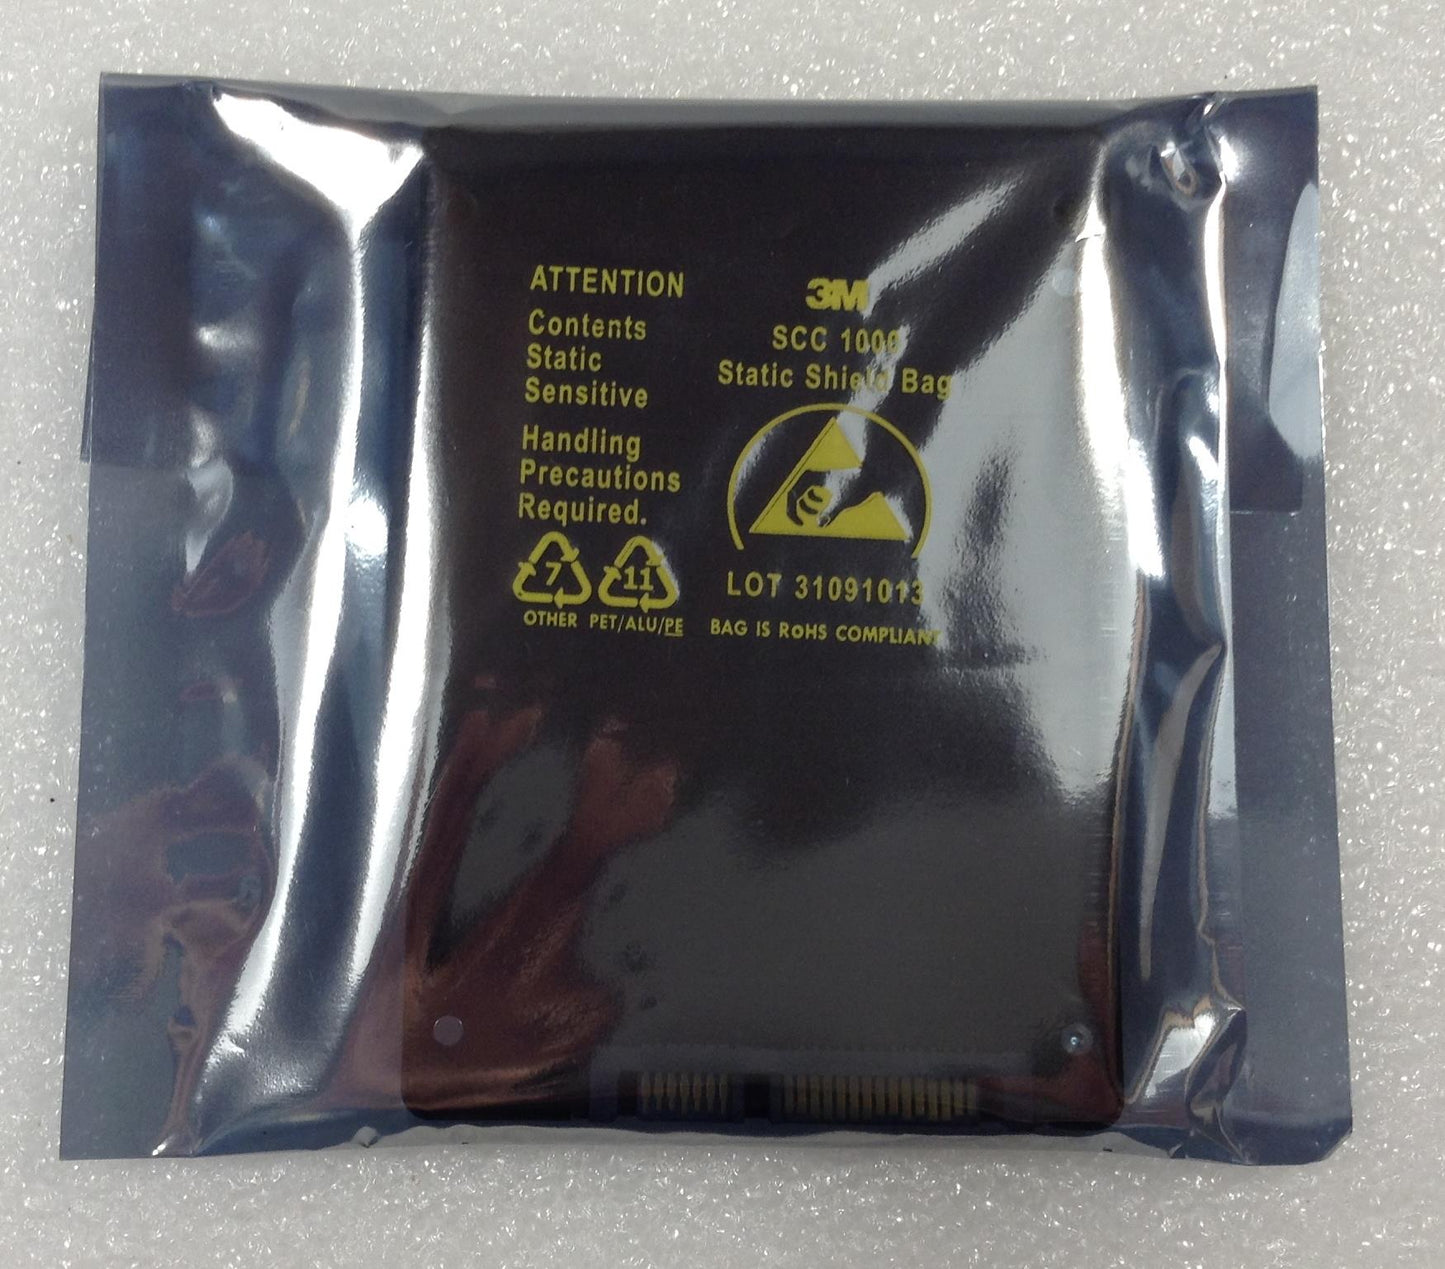 ATTENTION
Contents
Static
Sensitive
Handling
Precautions
Required.
7 11
OTHER PET/ALU/PE
3M
SCC 1000
Static Shield Bag
LOT 31091013
BAG IS RoHS COMPLIANT